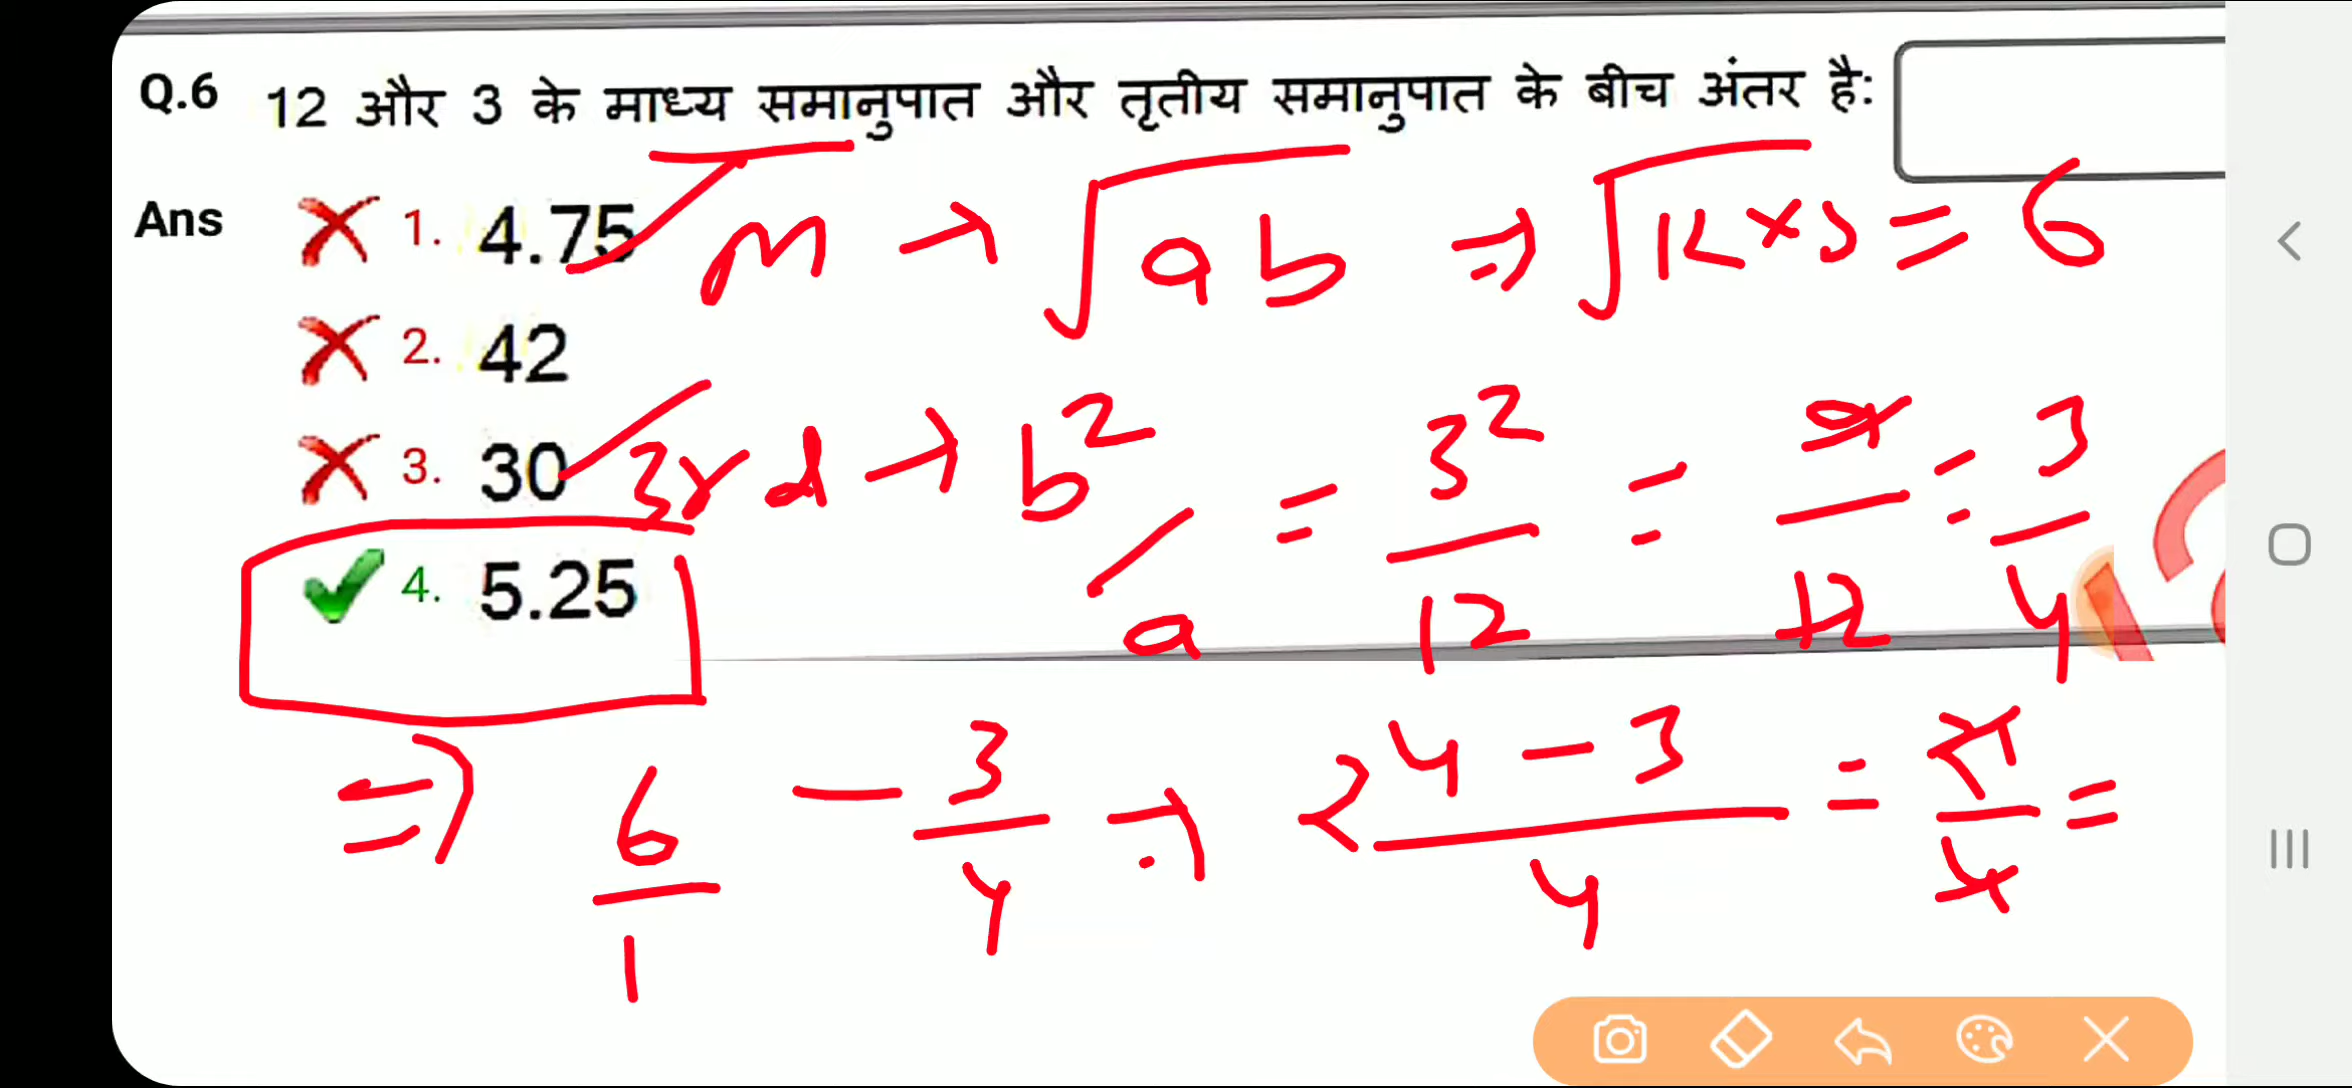 Q.6 12 और 3 के माध्य समानुपात और तृतीय समानुपात के बीच अंतर है:
Ans 1. 4.75
2. 42
3. 30
4. 5.25
m → √ab ⇒ √12×3 = 6
3rd → b²/a = 3²/12 = 9/12 = 3/4
⇒ 6/1 - 3/4 ⇒ 24-3/4 = 21/4 =